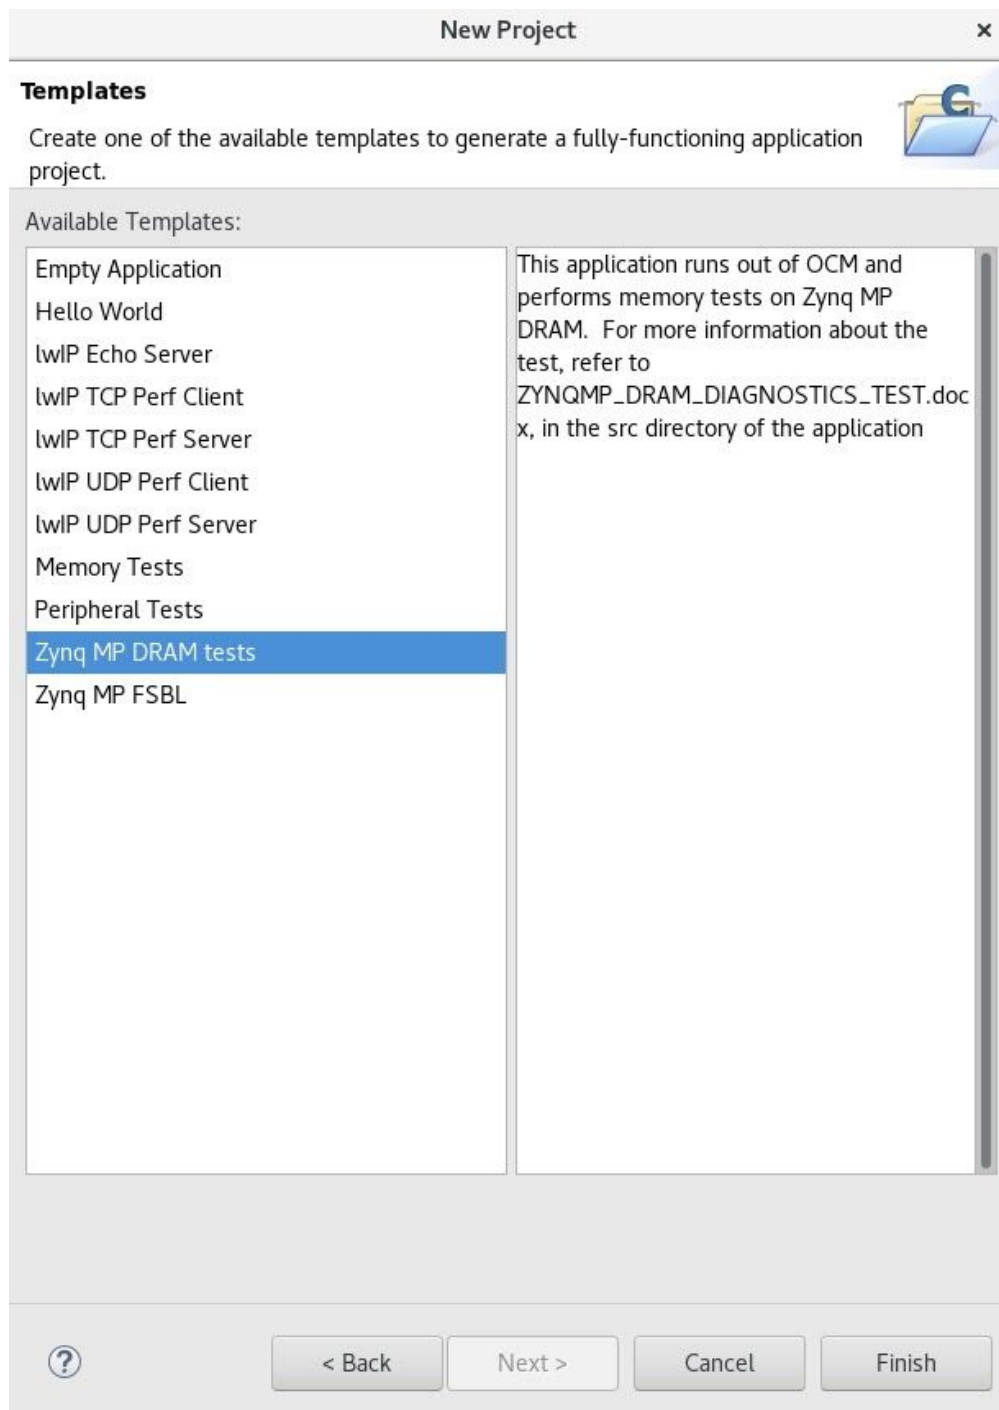 New Project
×
Templates
C
Create one of the available templates to generate a fully-functioning application
project.
Available Templates:
Empty Application
Hello World
lwIP Echo Server
lwIP TCP Perf Client
lwIP TCP Perf Server
lwIP UDP Perf Client
lwIP UDP Perf Server
Memory Tests
Peripheral Tests
Zynq MP DRAM tests
Zynq MP FSBL
This application runs out of OCM and
performs memory tests on Zynq MP
DRAM.  For more information about the
test, refer to
ZYNQMP_DRAM_DIAGNOSTICS_TEST.doc
x, in the src directory of the application
?
< Back
Next >
Cancel
Finish